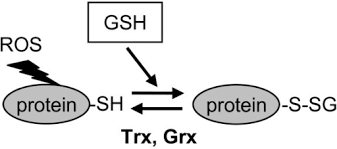 GSH
ROS
protein -SH
protein -S-SG
Trx, Grx